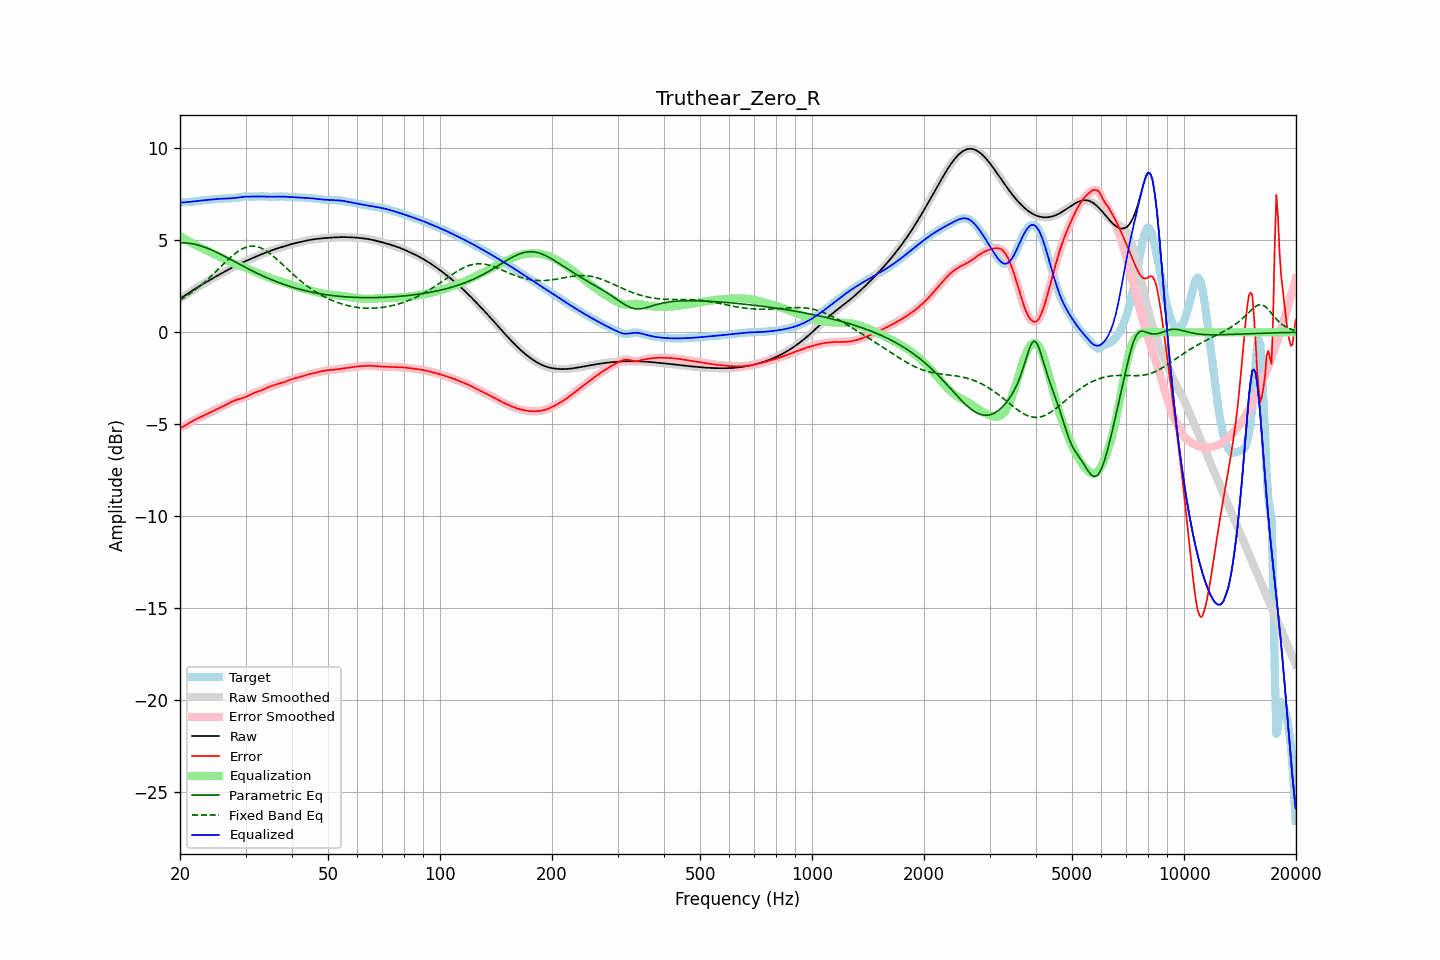 Truthear_Zero_R
10
5
0
−5
−10
−15
−20
−25
Amplitude (dBr)
Target
Raw Smoothed
Error Smoothed
Raw
Error
Equalization
Parametric Eq
Fixed Band Eq
Equalized
20 50 100 200 500 1000 2000 5000 10000 20000
Frequency (Hz)